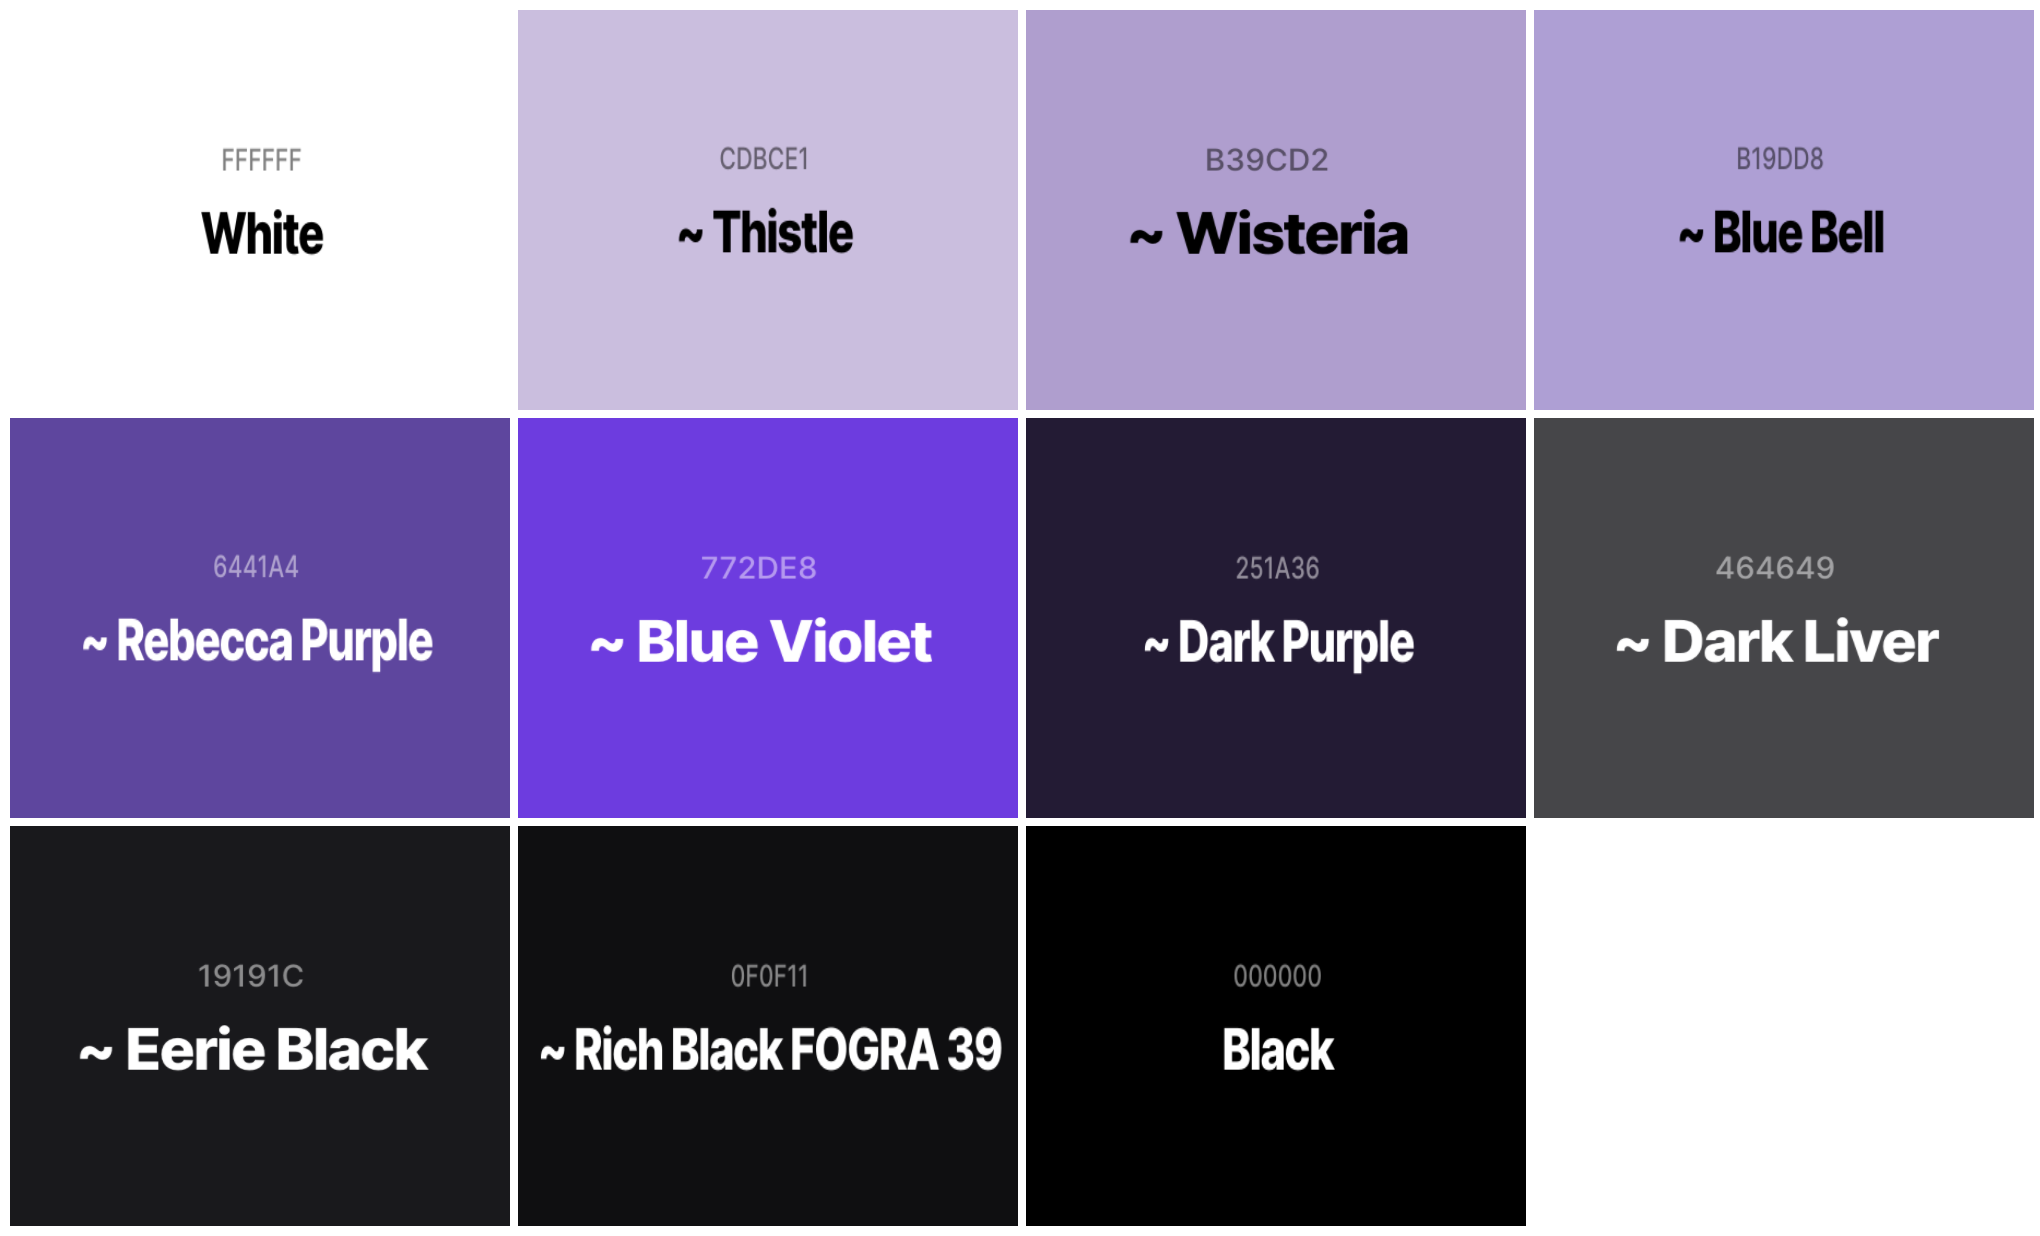 FFFFFF
White
CDBCE1
~ Thistle
B39CD2
~ Wisteria
B19DD8
~ Blue Bell
6441A4
~ Rebecca Purple
772DE8
~ Blue Violet
251A36
~ Dark Purple
464649
~ Dark Liver
19191C
~ Eerie Black
0F0F11
~ Rich Black FOGRA 39
000000
Black